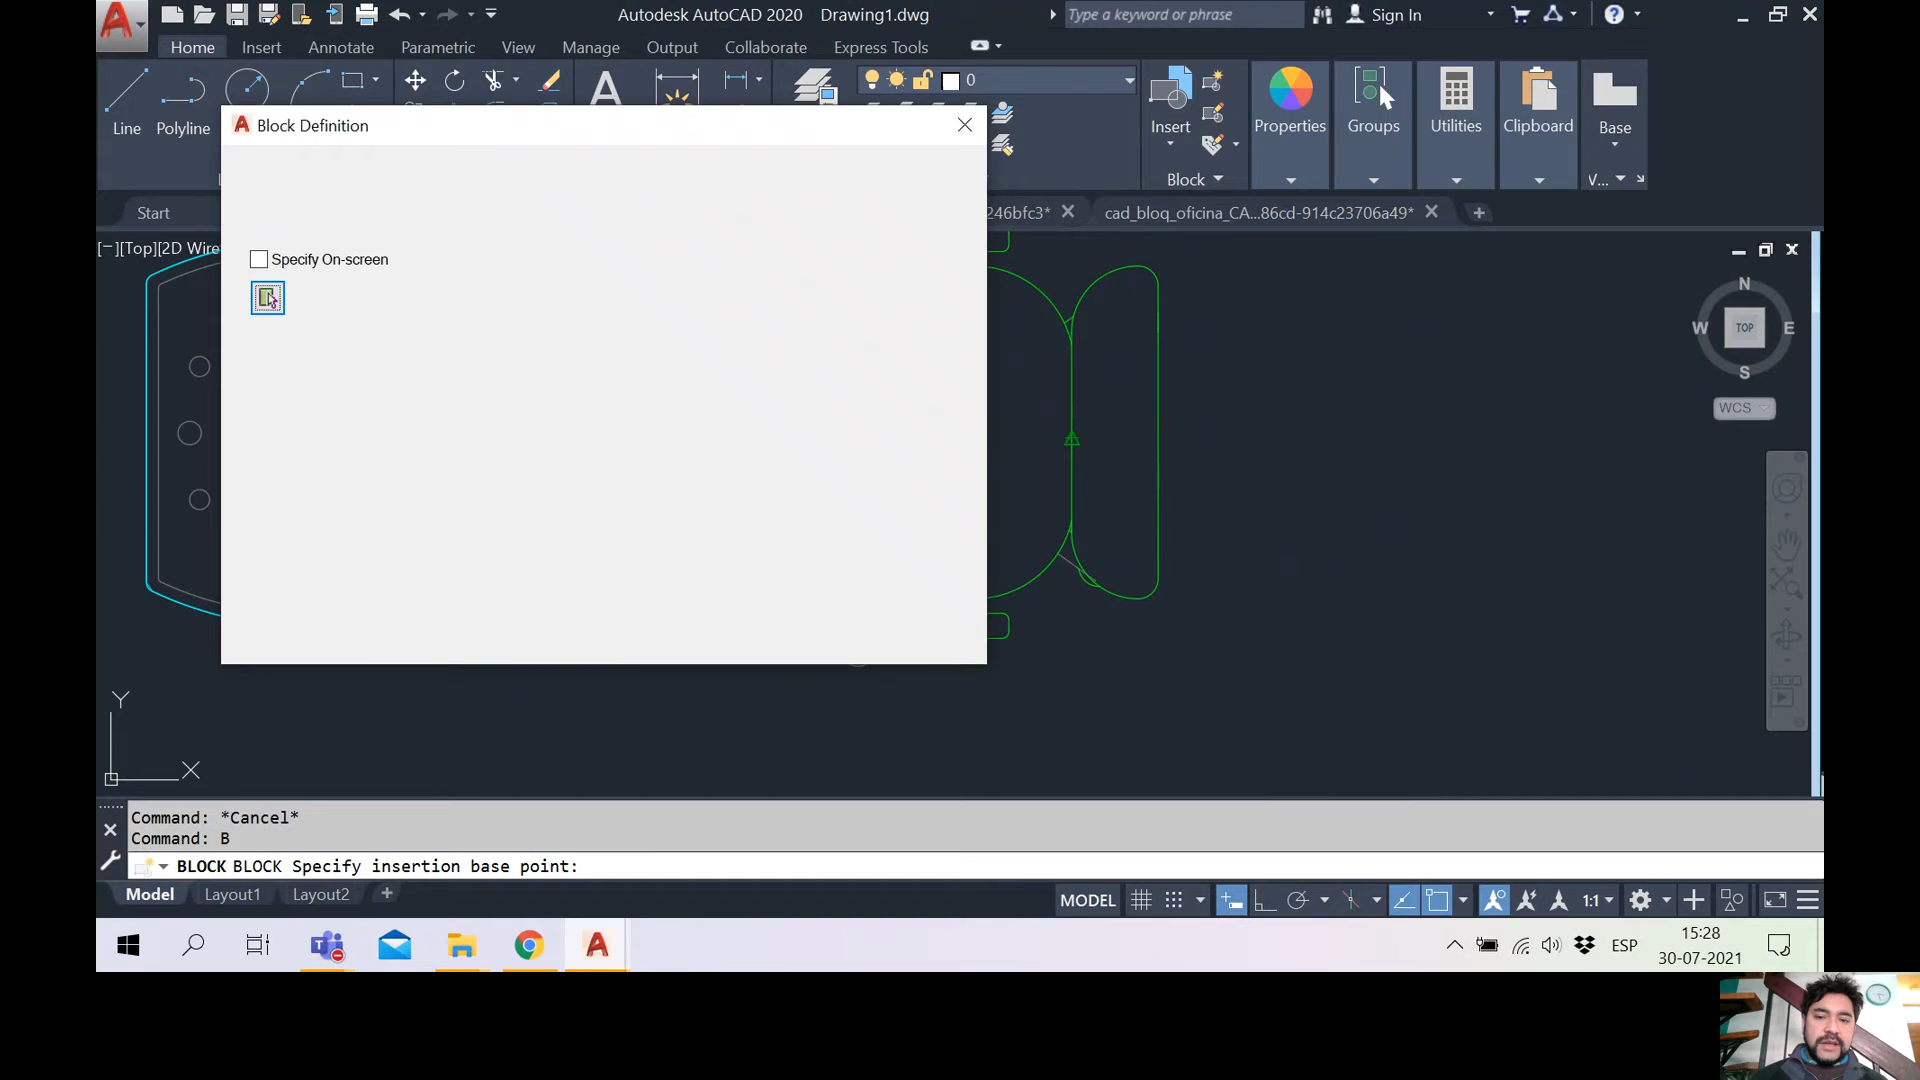 Autodesk AutoCAD 2020 Drawing1.dwg
Type a keyword or phrase
Sign In
Home Insert Annotate Parametric View Manage Output Collaborate Express Tools
0
Line Polyline
Insert Properties Groups Utilities Clipboard Base
Block V...
Block Definition
Start
246bfc3*
cad_bloq_oficina_CA...86cd-914c23706a49*
[−][Top][2D Wire
Specify On-screen
N
W TOP E
S
WCS
Y
X
Command: *Cancel*
Command: B
BLOCK BLOCK Specify insertion base point:
Model Layout1 Layout2
MODEL
1:1
ESP
15:28
30-07-2021